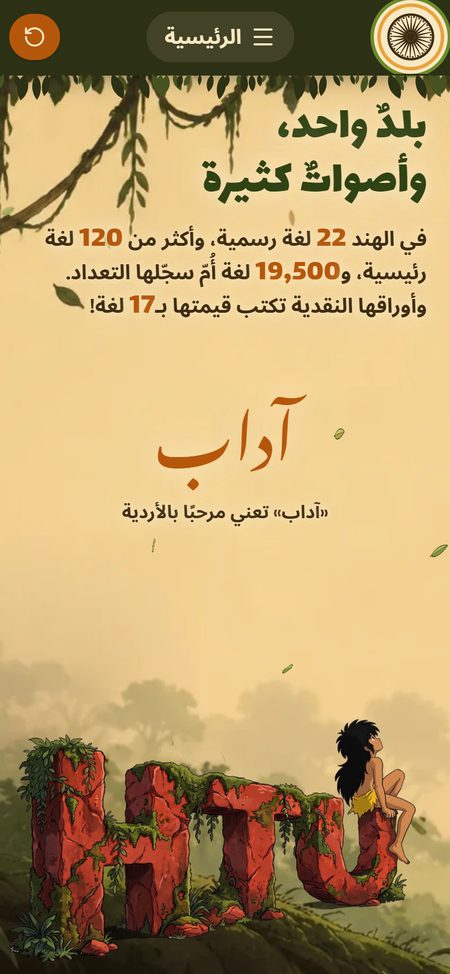 الرئيسية
بلدٌ واحد،
وأصواتٌ كثيرة
في الهند 22 لغة رسمية، وأكثر من 120 لغة
رئيسية، و19,500 لغة أُمّ سجّلها التعداد.
وأوراقها النقدية تكتب قيمتها بـ17 لغة!
آداب
«آداب» تعني مرحبًا بالأردية
HTU